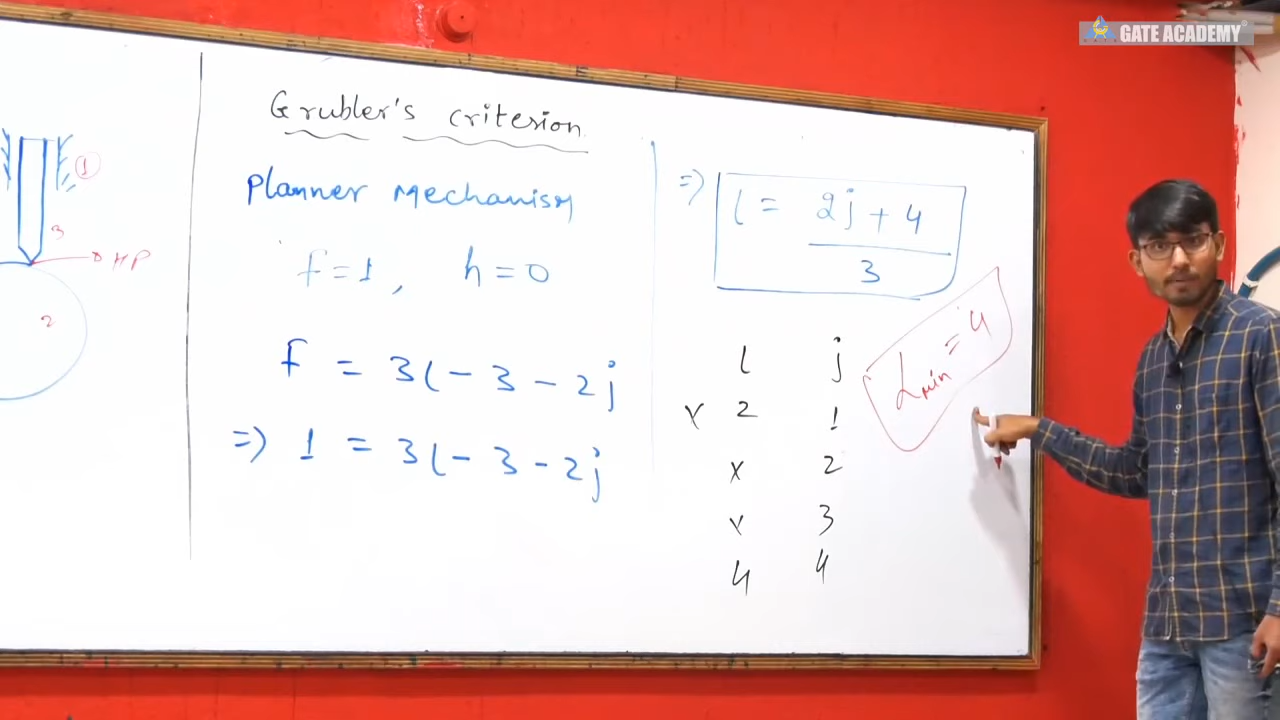 GATE ACADEMY
Grubler's criterion
planner Mechanism
f=1, h=0
f = 3l - 3 - 2j
=> 1 = 3l - 3 - 2j
=> l = 2j + 4
3
l j
x 2 1
x 2
x 3
4 4
Lmin = 4
1
3
HP
2